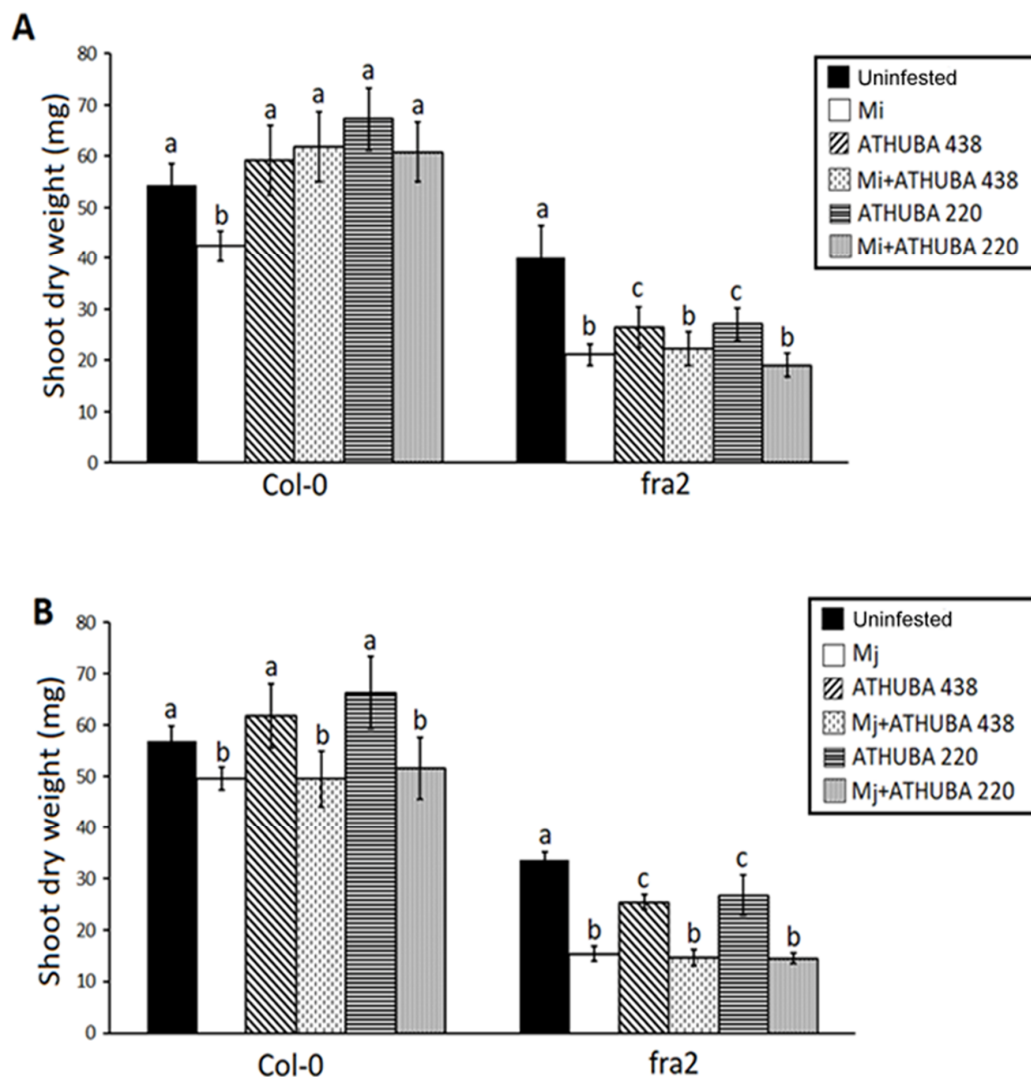 A
Shoot dry weight (mg)
80
70
60
50
40
30
20
10
0
a
b
a
a
a
a
a
b
c
b
c
b
Col-0
fra2
Uninfested
Mi
ATHUBA 438
Mi+ATHUBA 438
ATHUBA 220
Mi+ATHUBA 220
B
Shoot dry weight (mg)
80
70
60
50
40
30
20
10
0
a
b
a
b
a
b
a
b
c
b
c
b
Col-0
fra2
Uninfested
Mj
ATHUBA 438
Mj+ATHUBA 438
ATHUBA 220
Mj+ATHUBA 220